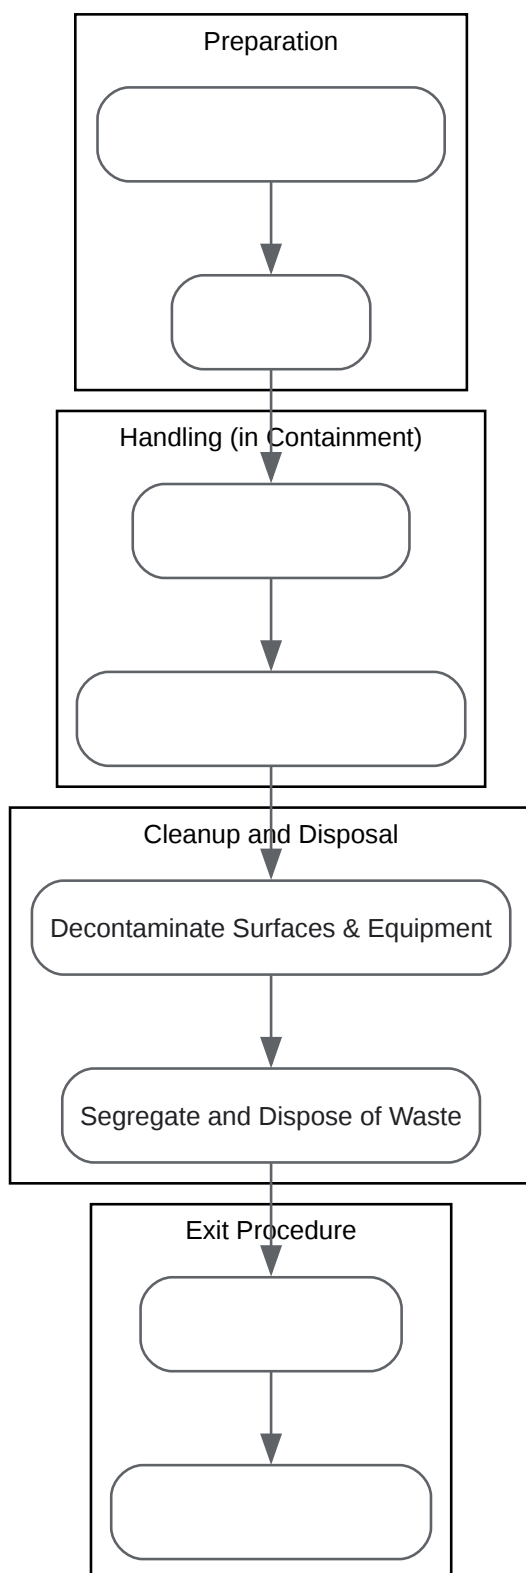 Preparation
Handling (in Containment)
Cleanup and Disposal
Decontaminate Surfaces & Equipment
Segregate and Dispose of Waste
Exit Procedure